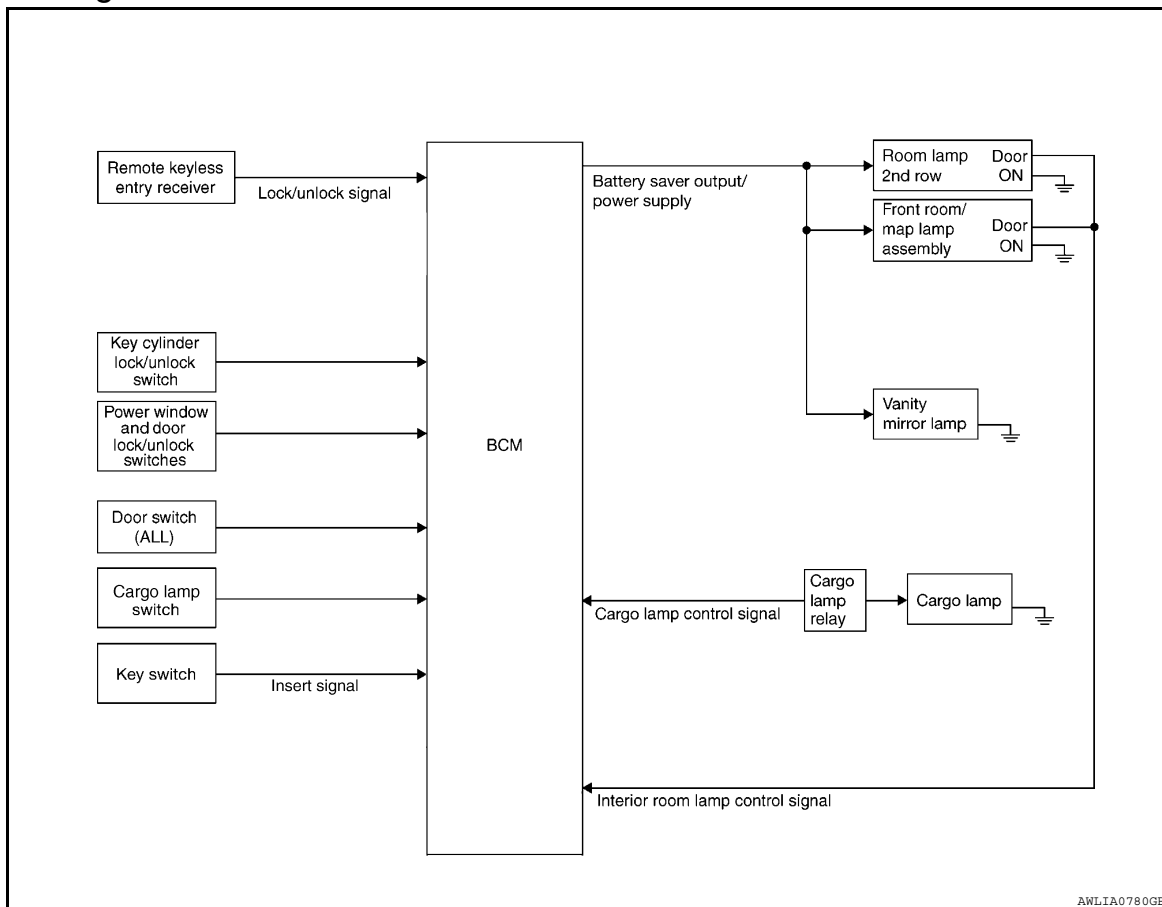 Remote keyless
entry receiver
Lock/unlock signal
Key cylinder
lock/unlock
switch
Power window
and door
lock/unlock
switches
Door switch
(ALL)
Cargo lamp
switch
Key switch
Insert signal
BCM
Battery saver output/
power supply
Room lamp
2nd row
Door
ON
Front room/
map lamp
assembly
Door
ON
Vanity
mirror lamp
Cargo lamp control signal
Cargo
lamp
relay
Cargo lamp
Interior room lamp control signal